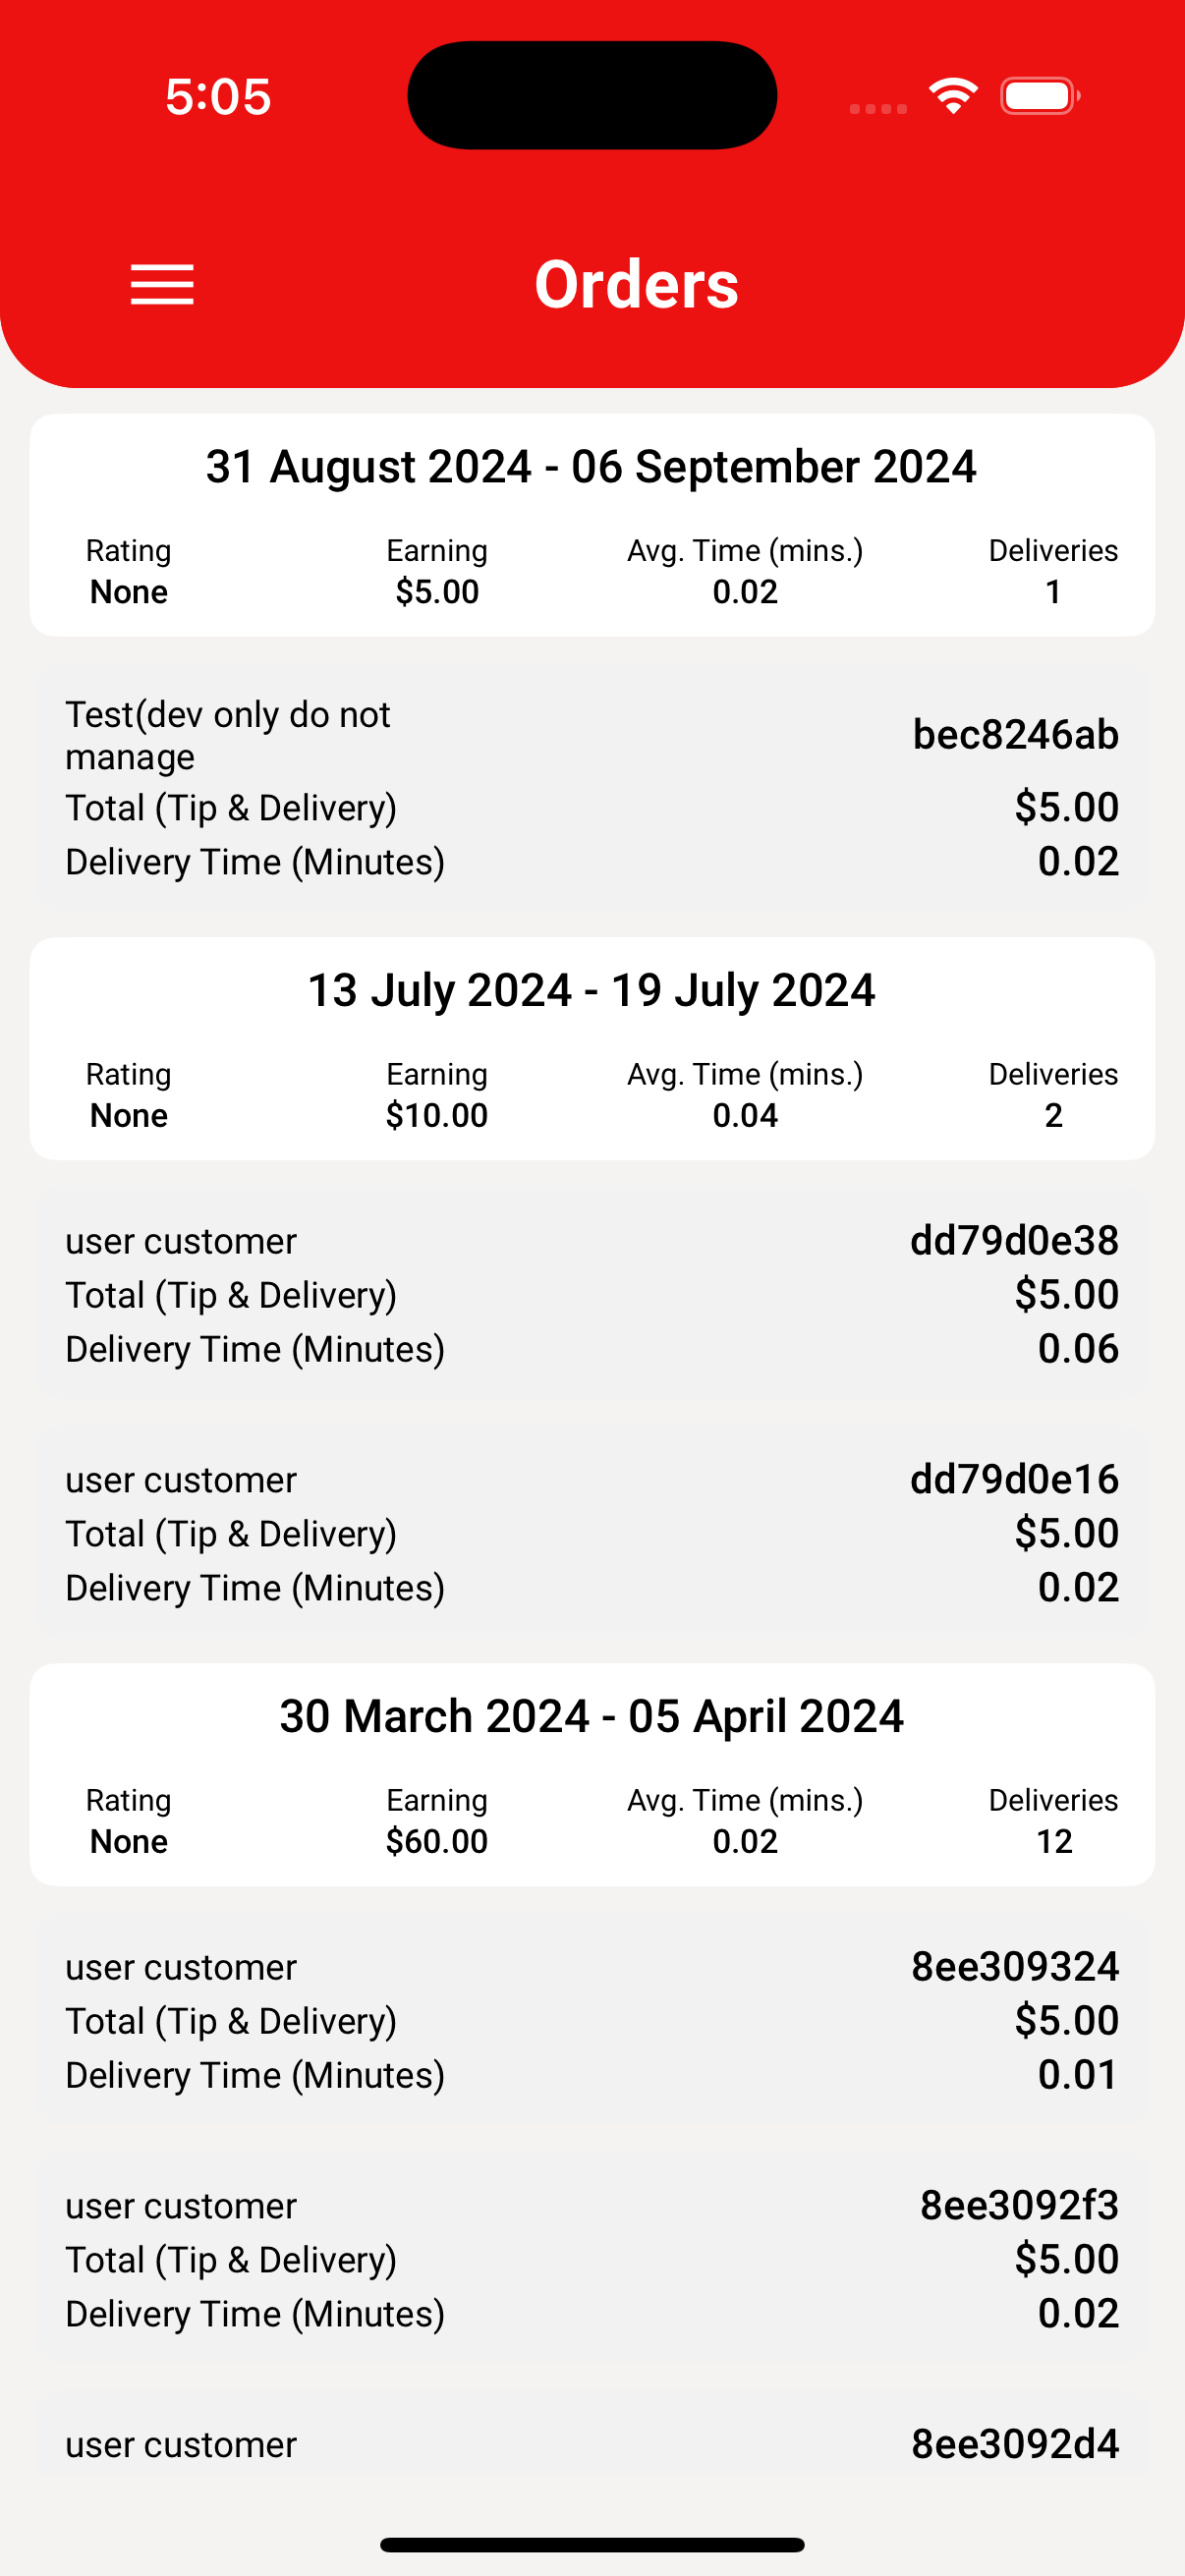 5:05
Orders
31 August 2024 - 06 September 2024
Rating Earning Avg. Time (mins.) Deliveries
None $5.00 0.02 1
Test(dev only do not
manage
bec8246ab
Total (Tip & Delivery) $5.00
Delivery Time (Minutes) 0.02
13 July 2024 - 19 July 2024
Rating Earning Avg. Time (mins.) Deliveries
None $10.00 0.04 2
user customer dd79d0e38
Total (Tip & Delivery) $5.00
Delivery Time (Minutes) 0.06
user customer dd79d0e16
Total (Tip & Delivery) $5.00
Delivery Time (Minutes) 0.02
30 March 2024 - 05 April 2024
Rating Earning Avg. Time (mins.) Deliveries
None $60.00 0.02 12
user customer 8ee309324
Total (Tip & Delivery) $5.00
Delivery Time (Minutes) 0.01
user customer 8ee3092f3
Total (Tip & Delivery) $5.00
Delivery Time (Minutes) 0.02
user customer 8ee3092d4